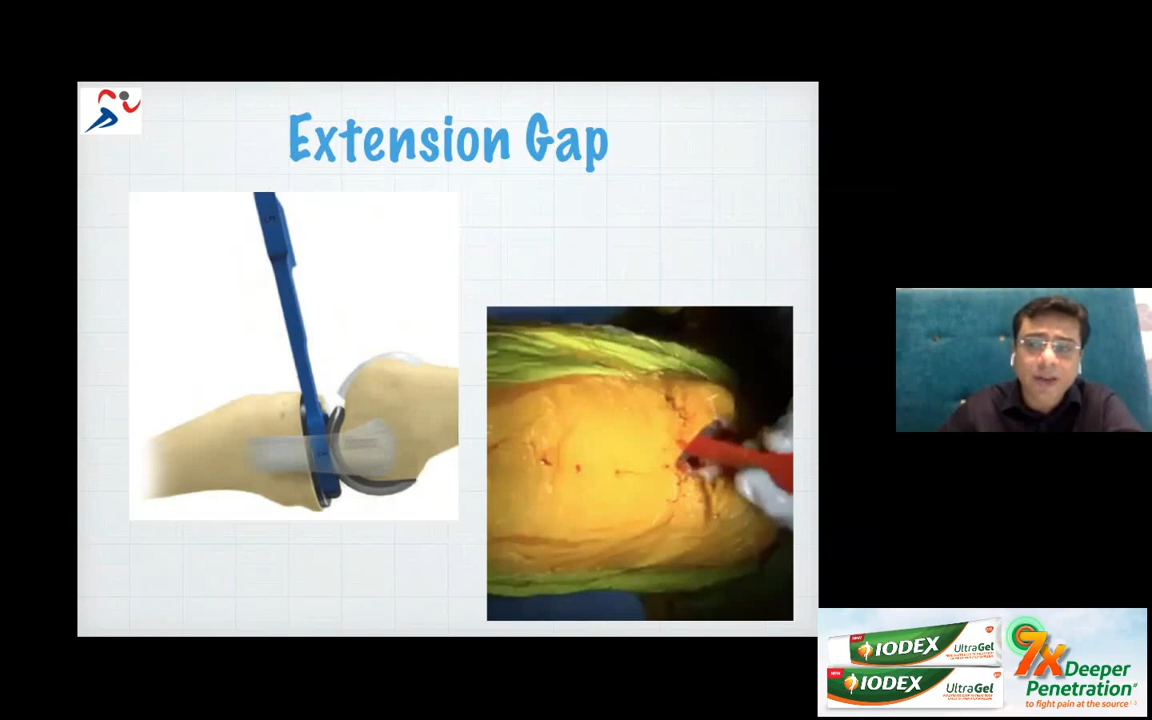 Extension Gap
IODEX
UltraGel
IODEX
UltraGel
7x Deeper
Penetration#
to fight pain at the source